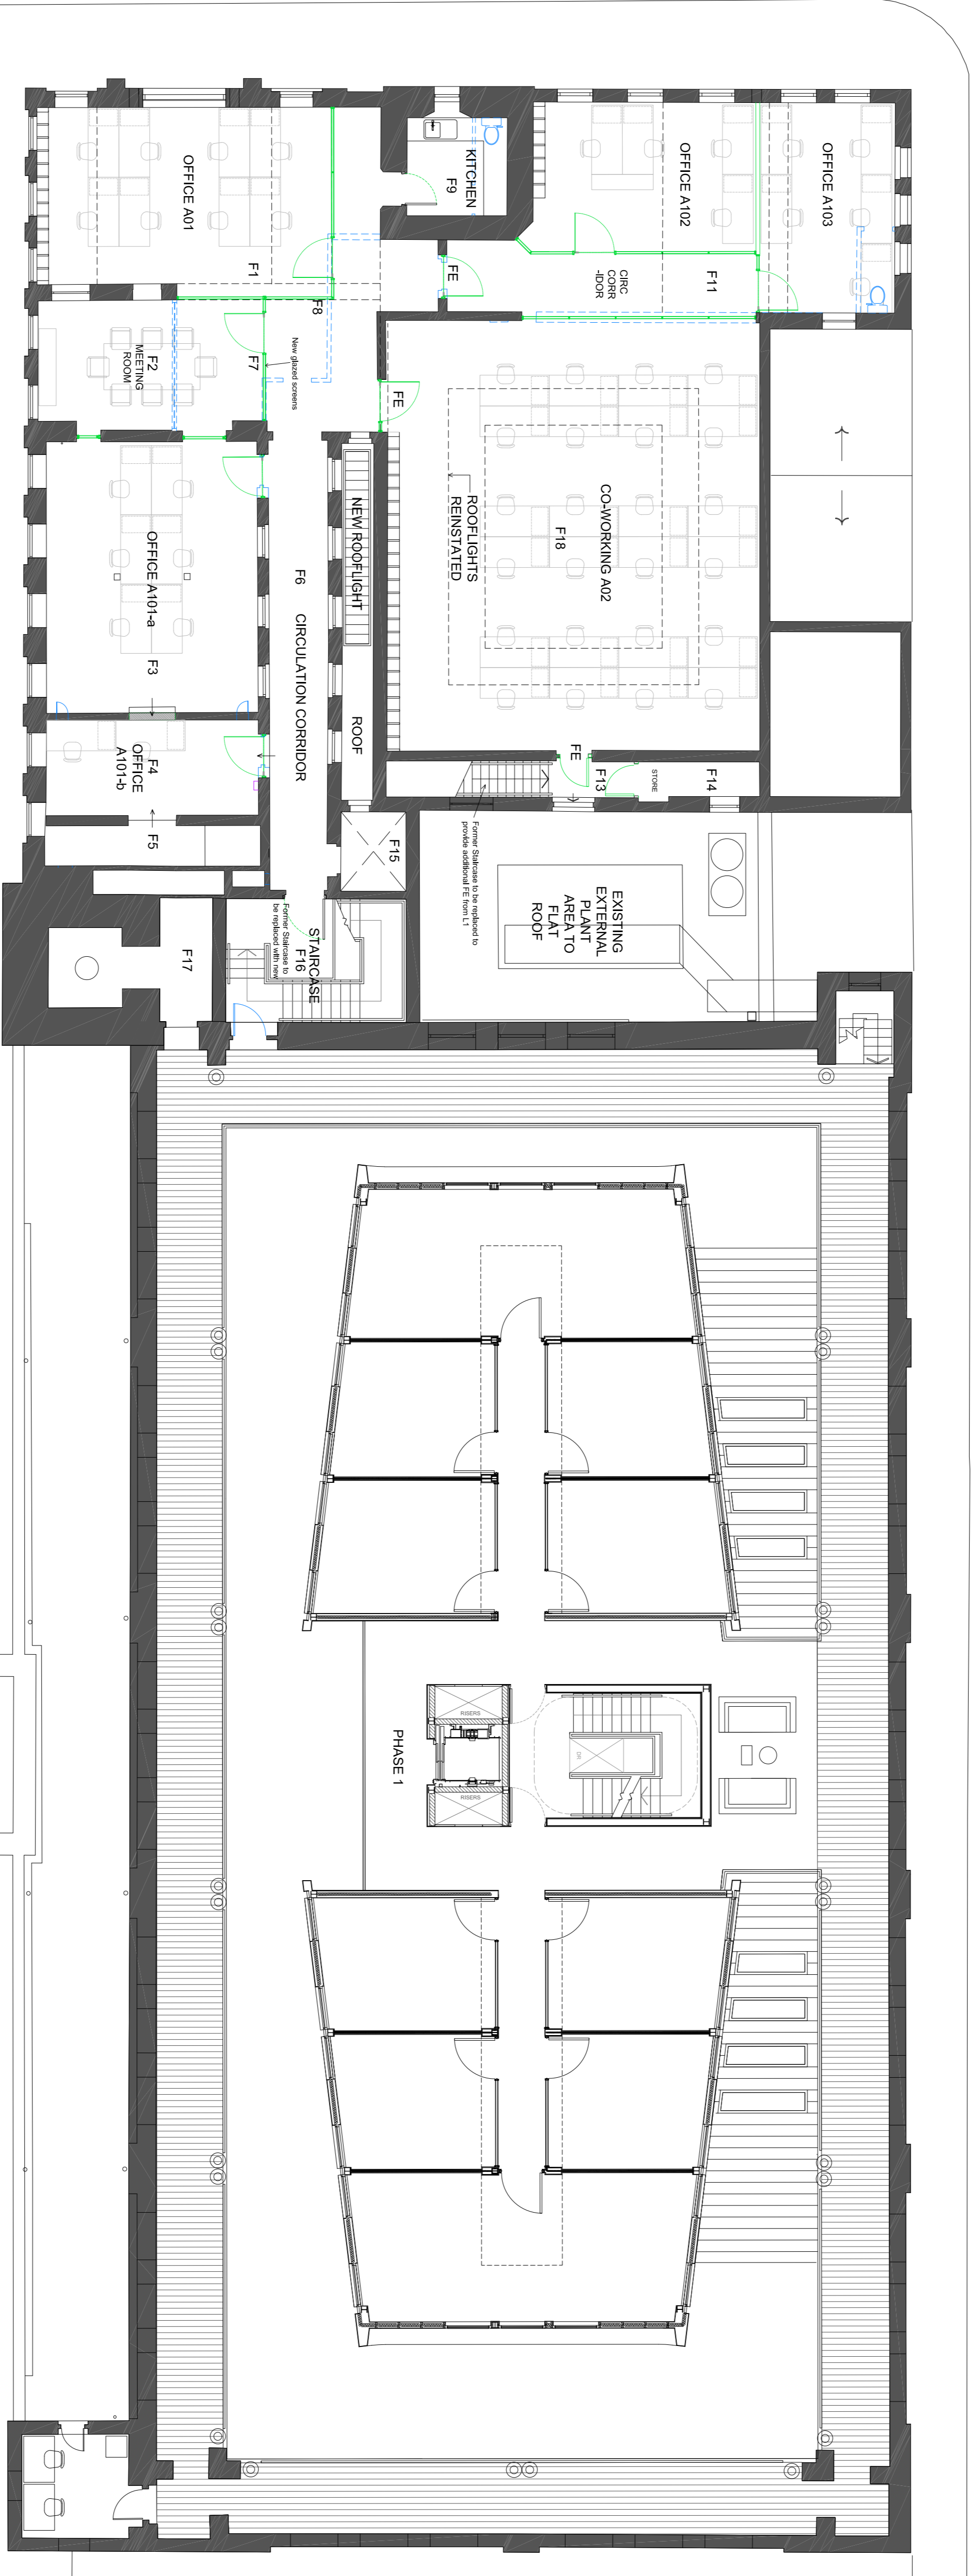 OFFICE A103
OFFICE A102
F11
CIRC
CORR
-IDOR
KITCHEN
F9
FE
OFFICE A01
F1
F8
F7
New glazed screens
F2
MEETING
ROOM
FE
CO-WORKING A02
F18
ROOFLIGHTS
REINSTATED
NEW ROOFLIGHT
ROOF
F6 CIRCULATION CORRIDOR
OFFICE A101-a
F3
F4
OFFICE
A101-b
F5
FE
F13
STORE
F14
Former Staircase to be replaced to
provide additional FE from L1
F15
EXISTING
EXTERNAL
PLANT
AREA TO
FLAT
ROOF
STAIRCASE
F16
Former Staircase to
be replaced with new
F17
PHASE 1
RISERS
RISERS
DN